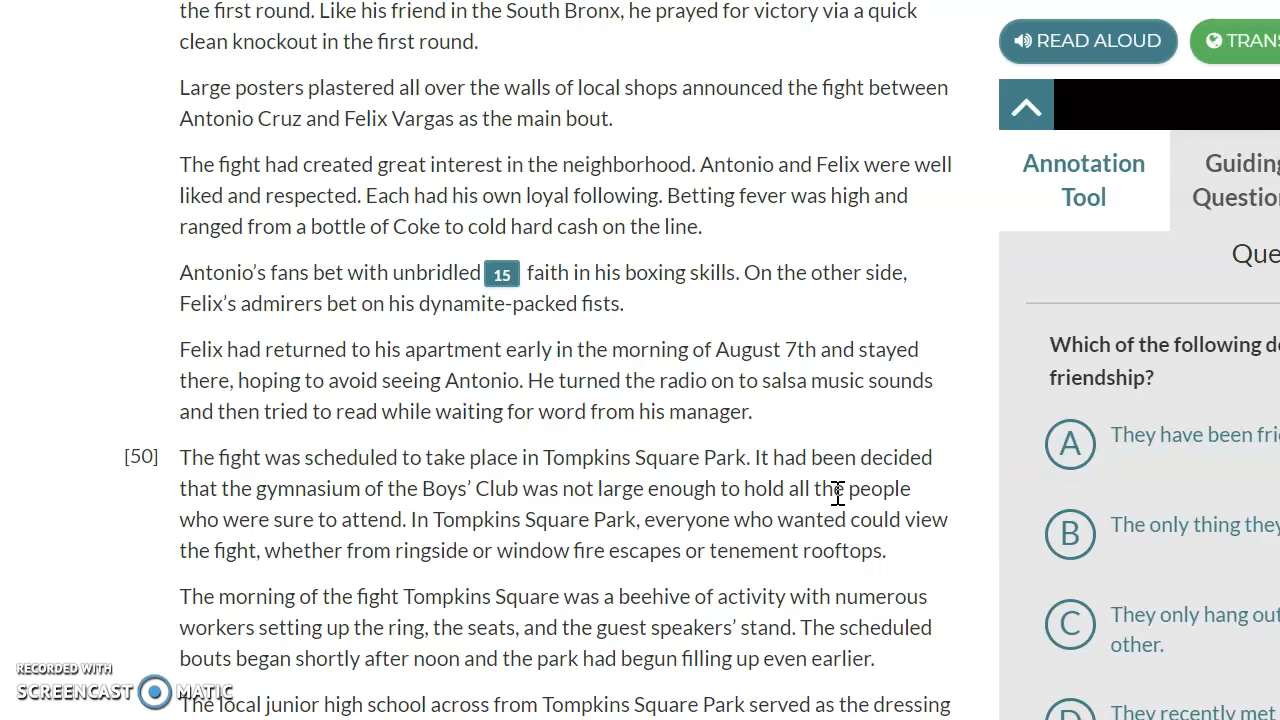 the first round. Like his friend in the South Bronx, he prayed for victory via a quick
clean knockout in the first round.
Large posters plastered all over the walls of local shops announced the fight between
Antonio Cruz and Felix Vargas as the main bout.
The fight had created great interest in the neighborhood. Antonio and Felix were well
liked and respected. Each had his own loyal following. Betting fever was high and
ranged from a bottle of Coke to cold hard cash on the line.
Antonio’s fans bet with unbridled 15 faith in his boxing skills. On the other side,
Felix’s admirers bet on his dynamite-packed fists.
Felix had returned to his apartment early in the morning of August 7th and stayed
there, hoping to avoid seeing Antonio. He turned the radio on to salsa music sounds
and then tried to read while waiting for word from his manager.
[50] The fight was scheduled to take place in Tompkins Square Park. It had been decided
that the gymnasium of the Boys’ Club was not large enough to hold all the people
who were sure to attend. In Tompkins Square Park, everyone who wanted could view
the fight, whether from ringside or window fire escapes or tenement rooftops.
The morning of the fight Tompkins Square was a beehive of activity with numerous
workers setting up the ring, the seats, and the guest speakers’ stand. The scheduled
bouts began shortly after noon and the park had begun filling up even earlier.
The local junior high school across from Tompkins Square Park served as the dressing
READ ALOUD
TRANS
Annotation
Tool
Guiding
Question
Que
Which of the following de
friendship?
A They have been frie
B The only thing they
C They only hang out
other.
D They recently met
RECORDED WITH
SCREENCAST MATIC